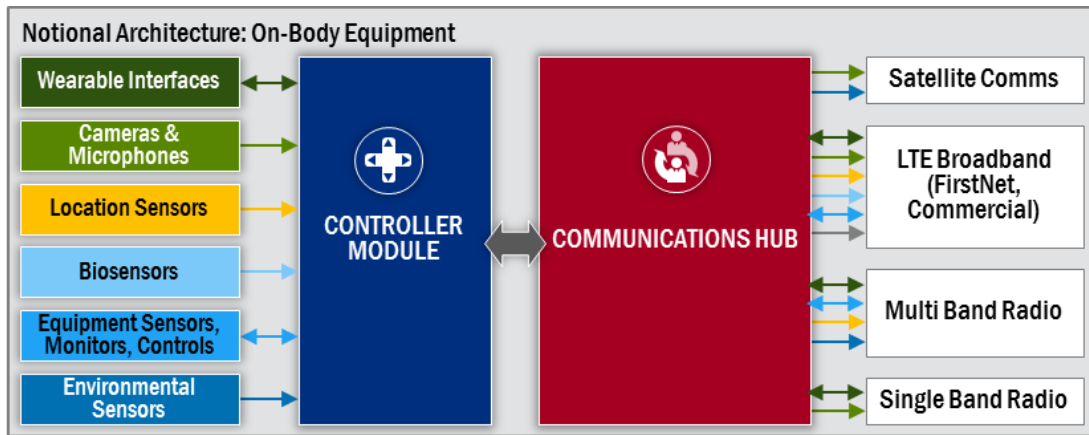 Notional Architecture: On-Body Equipment
Wearable Interfaces
Cameras &
Microphones
Location Sensors
Biosensors
Equipment Sensors,
Monitors, Controls
Environmental
Sensors
CONTROLLER
MODULE
COMMUNICATIONS HUB
Satellite Comms
LTE Broadband
(FirstNet,
Commercial)
Multi Band Radio
Single Band Radio